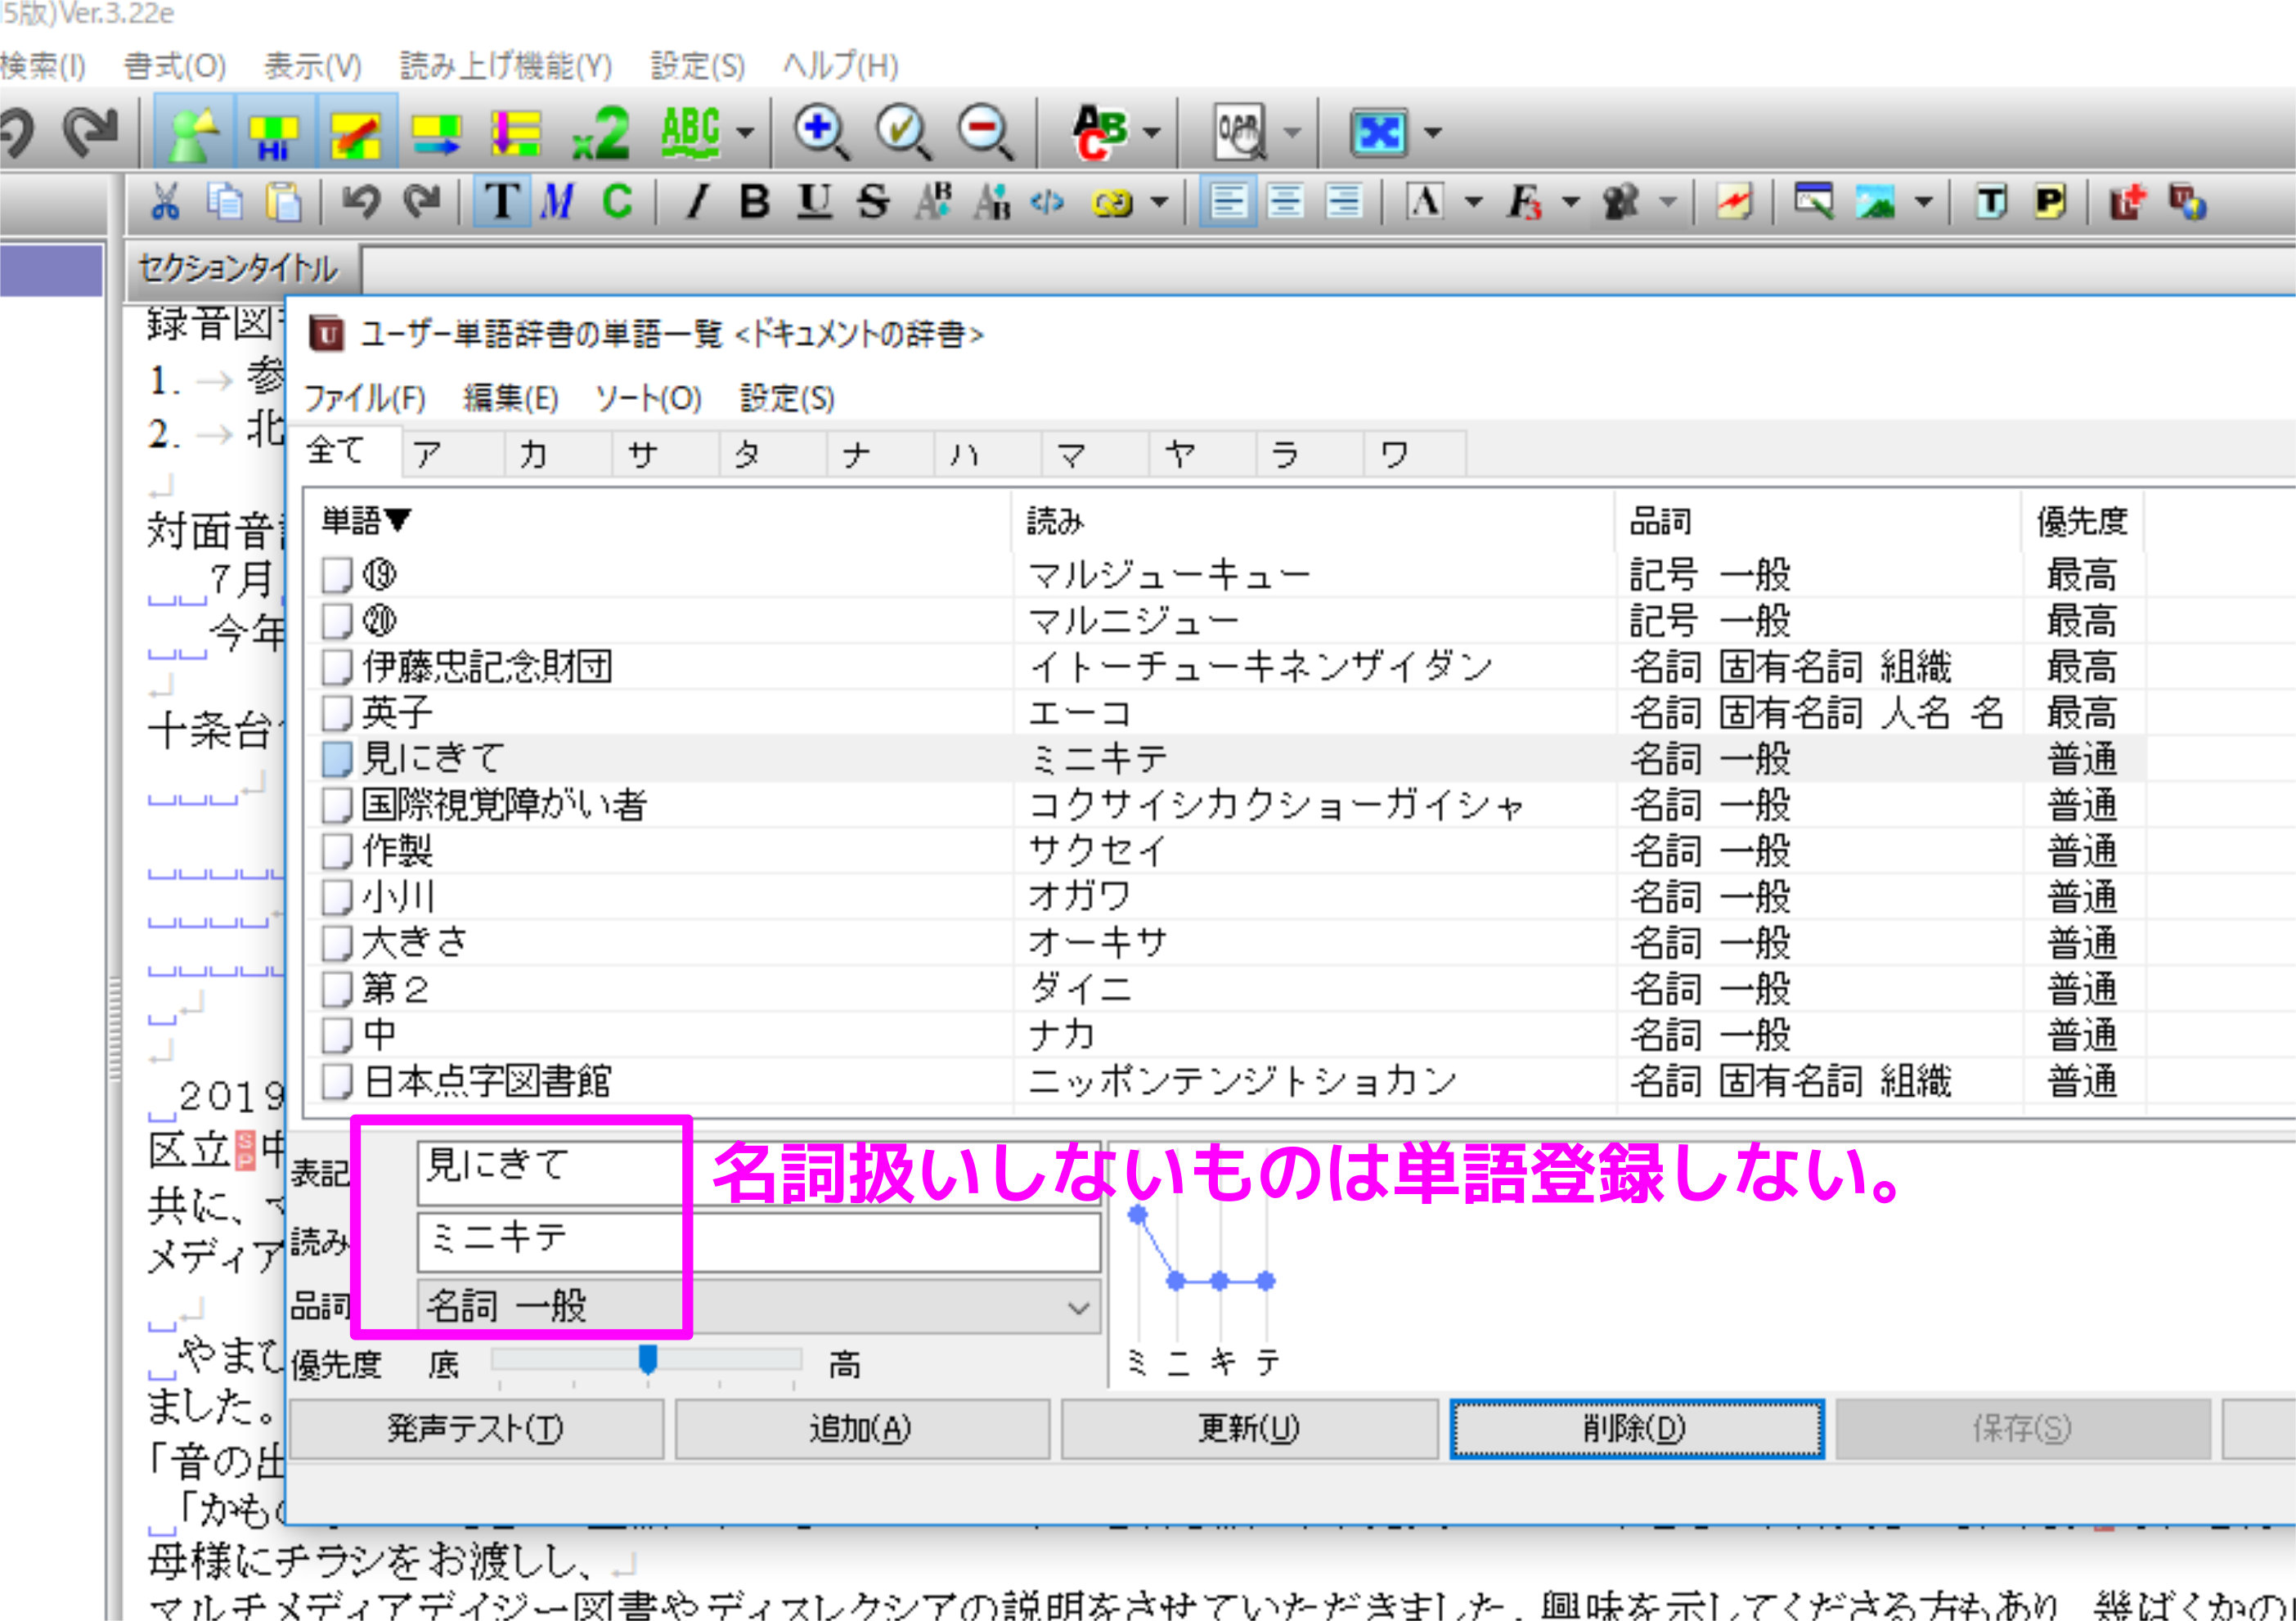 5版)Ver.3.22e
検索(I) 書式(O) 表示(V) 読み上げ機能(Y) 設定(S) ヘルプ(H)
Hi x2 ABC ABC
T M C I B U S A T P
セクションタイトル
録音図
1. → 参
2. → 北
対面音
7月
今年
十条台
2019
区立 SP 中
共に、
メディア
やまび
ました。
「音の出
「かもの
母様にチラシをお渡しし、
マルチメディアデイジー図書やディスレクシアの説明をさせていただきました。興味を示してくださる方もあり、幾ばくかの
U ユーザー単語辞書の単語一覧 <ドキュメントの辞書>
ファイル(F) 編集(E) ソート(O) 設定(S)
全て ア カ サ タ ナ ハ マ ヤ ラ ワ
単語▼ 読み 品詞 優先度
⑲ マルジューキュー 記号 一般 最高
⑳ マルニジュー 記号 一般 最高
伊藤忠記念財団 イトーチューキネンザイダン 名詞 固有名詞 組織 最高
英子 エーコ 名詞 固有名詞 人名 名 最高
見にきて ミニキテ 名詞 一般 普通
国際視覚障がい者 コクサイシカクショーガイシャ 名詞 一般 普通
作製 サクセイ 名詞 一般 普通
小川 オガワ 名詞 一般 普通
大きさ オーキサ 名詞 一般 普通
第2 ダイニ 名詞 一般 普通
中 ナカ 名詞 一般 普通
日本点字図書館 ニッポンテンジトショカン 名詞 固有名詞 組織 普通
表記 見にきて
名詞扱いしないものは単語登録しない。
読み ミニキテ
品詞 名詞 一般
優先度 底 高
ミ ニ キ テ
発声テスト(T) 追加(A) 更新(U) 削除(D) 保存(S)